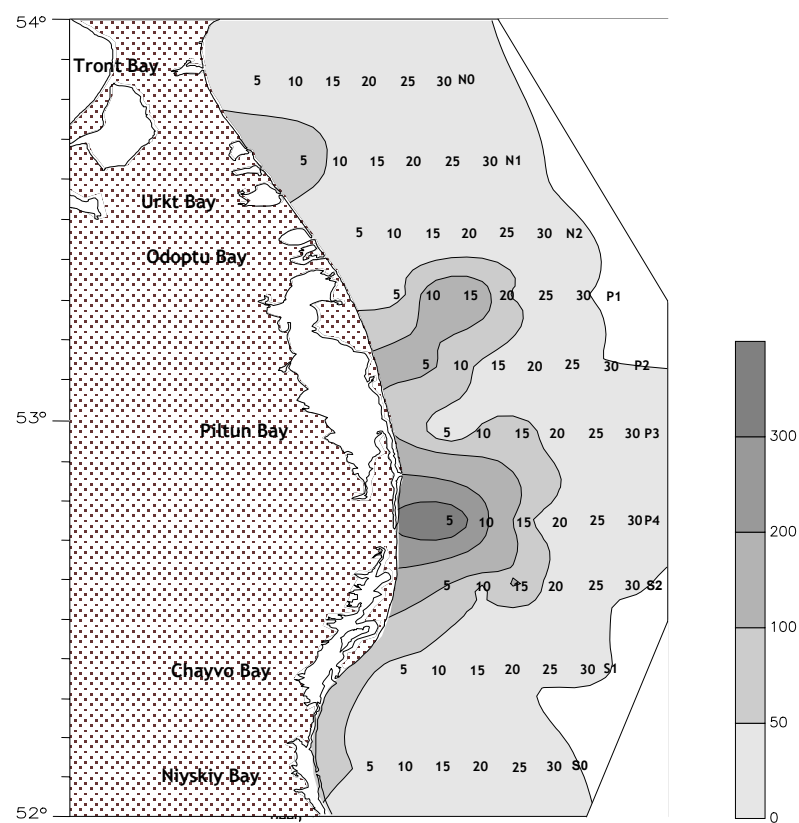 54°
Tront Bay
5 10 15 20 25 30 N0
5 10 15 20 25 30 N1
Urkt Bay
5 10 15 20 25 30 N2
Odoptu Bay
5 10 15 20 25 30 P1
5 10 15 20 25 30 P2
53°
Piltun Bay
5 10 15 20 25 30 P3
300
5 10 15 20 25 30 P4
200
5 10 15 20 25 30 S2
100
Chayvo Bay
5 10 15 20 25 30 S1
50
Niyskiy Bay
5 10 15 20 25 30 S0
52°
0